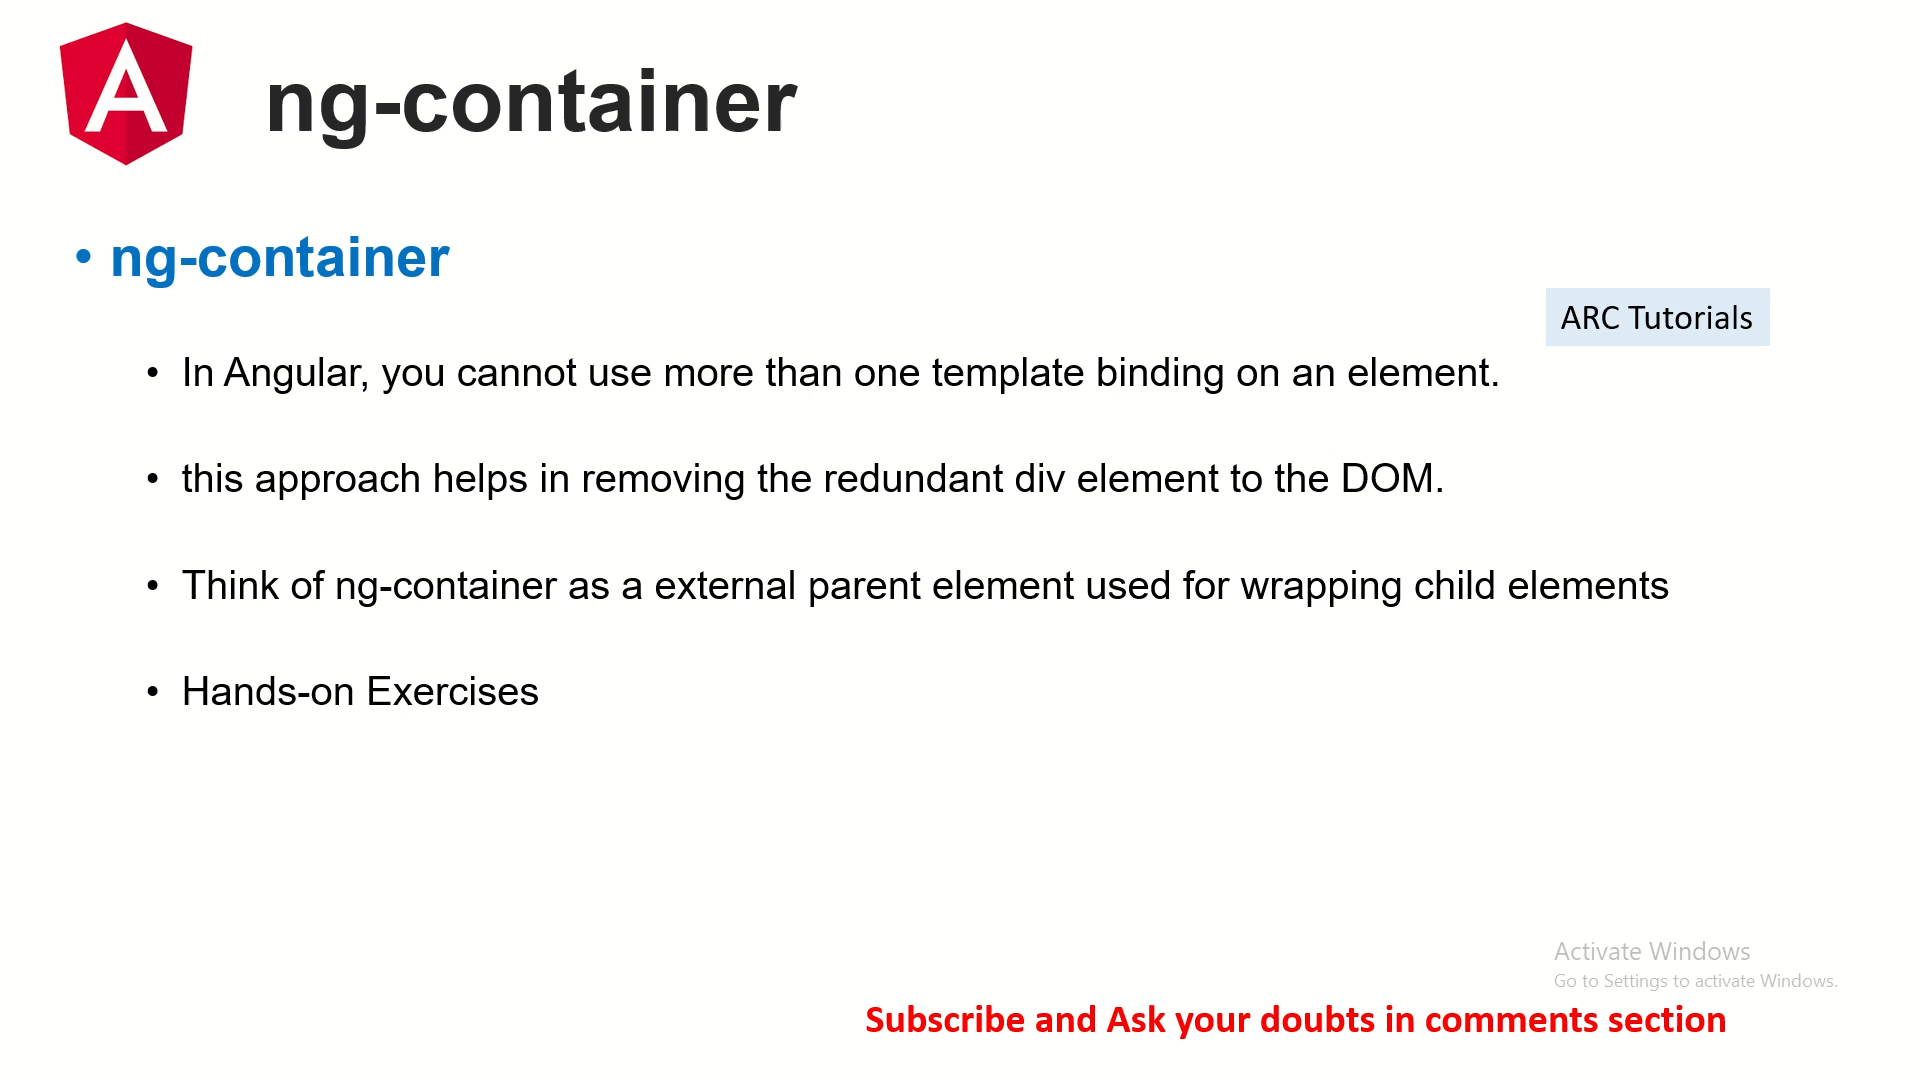 ng-container
• ng-container
ARC Tutorials
• In Angular, you cannot use more than one template binding on an element.
• this approach helps in removing the redundant div element to the DOM.
• Think of ng-container as a external parent element used for wrapping child elements
• Hands-on Exercises
Activate Windows
Go to Settings to activate Windows.
Subscribe and Ask your doubts in comments section